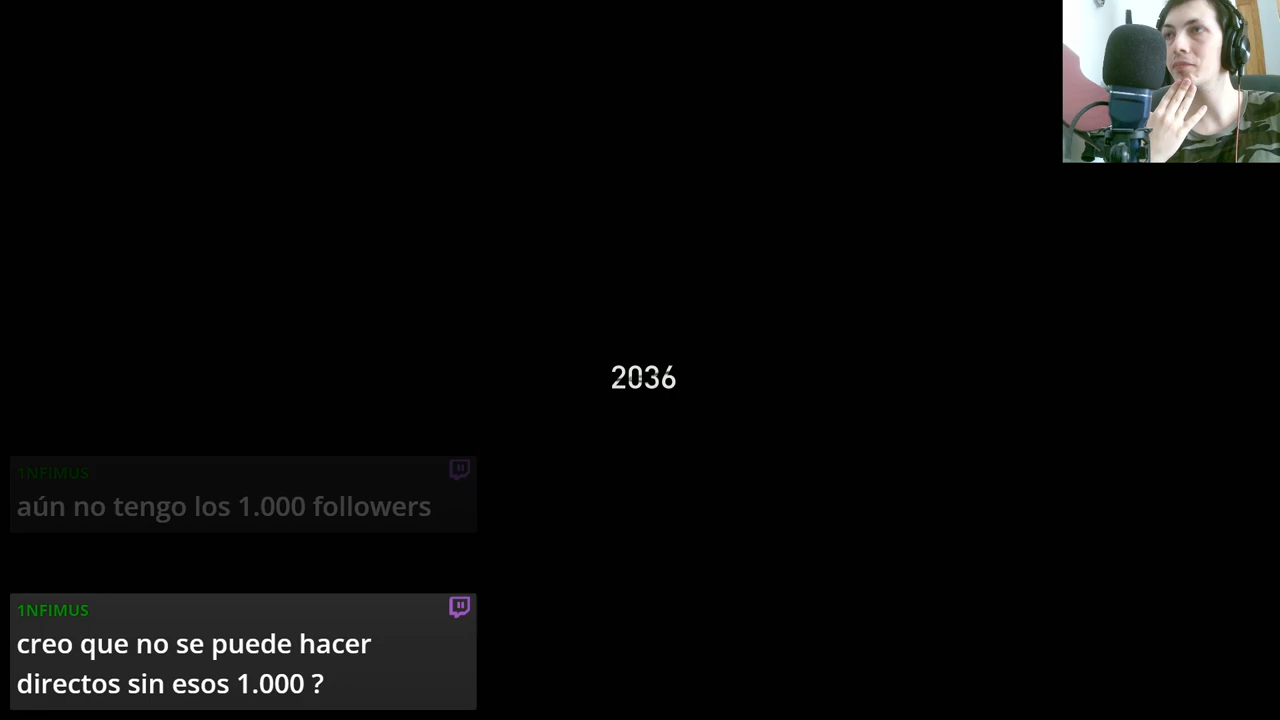 2036
1NFIMUS
aún no tengo los 1.000 followers
1NFIMUS
creo que no se puede hacer
directos sin esos 1.000 ?